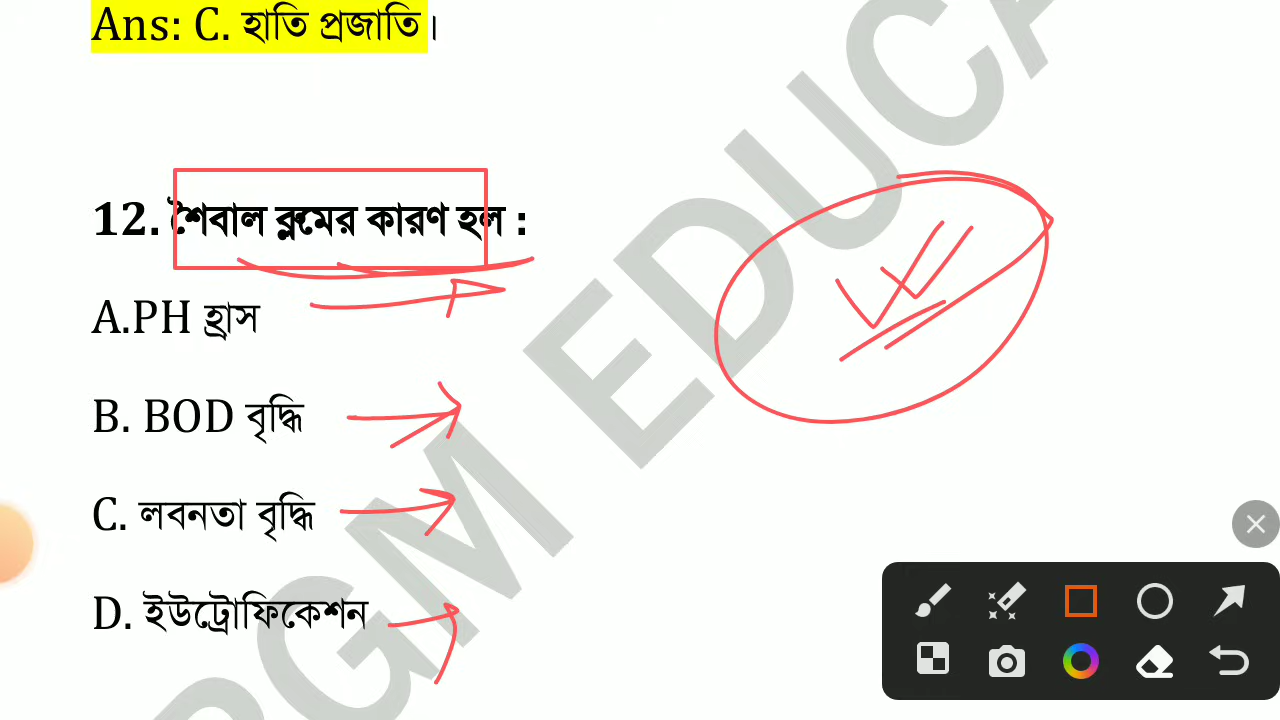 Ans: C. হাতি প্রজাতি।
12. শৈবাল ব্লুমের কারণ হল :
A.PH হ্রাস
B. BOD বৃদ্ধি
C. লবনতা বৃদ্ধি
D. ইউট্রোফিকেশন
PGM EDUCA